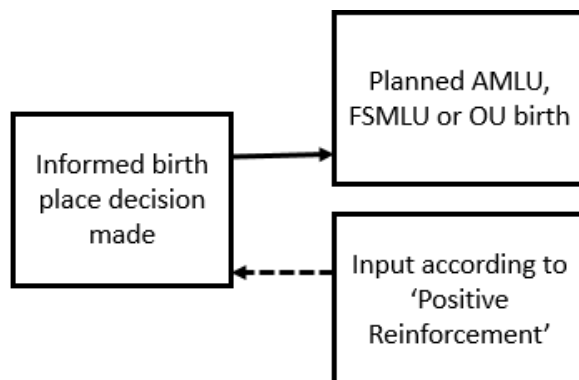 Informed birth
place decision
made
Planned AMLU,
FSMLU or OU birth
Input according to
‘Positive
Reinforcement’